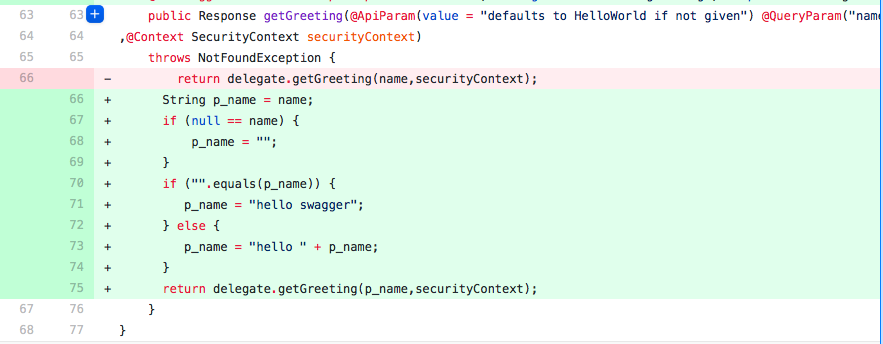 63 63 + public Response getGreeting(@ApiParam(value = "defaults to HelloWorld if not given") @QueryParam("name
64 64 ,@Context SecurityContext securityContext)
65 65 throws NotFoundException {
66 - return delegate.getGreeting(name,securityContext);
66 + String p_name = name;
67 + if (null == name) {
68 + p_name = "";
69 + }
70 + if ("".equals(p_name)) {
71 + p_name = "hello swagger";
72 + } else {
73 + p_name = "hello " + p_name;
74 + }
75 + return delegate.getGreeting(p_name,securityContext);
67 76 }
68 77 }